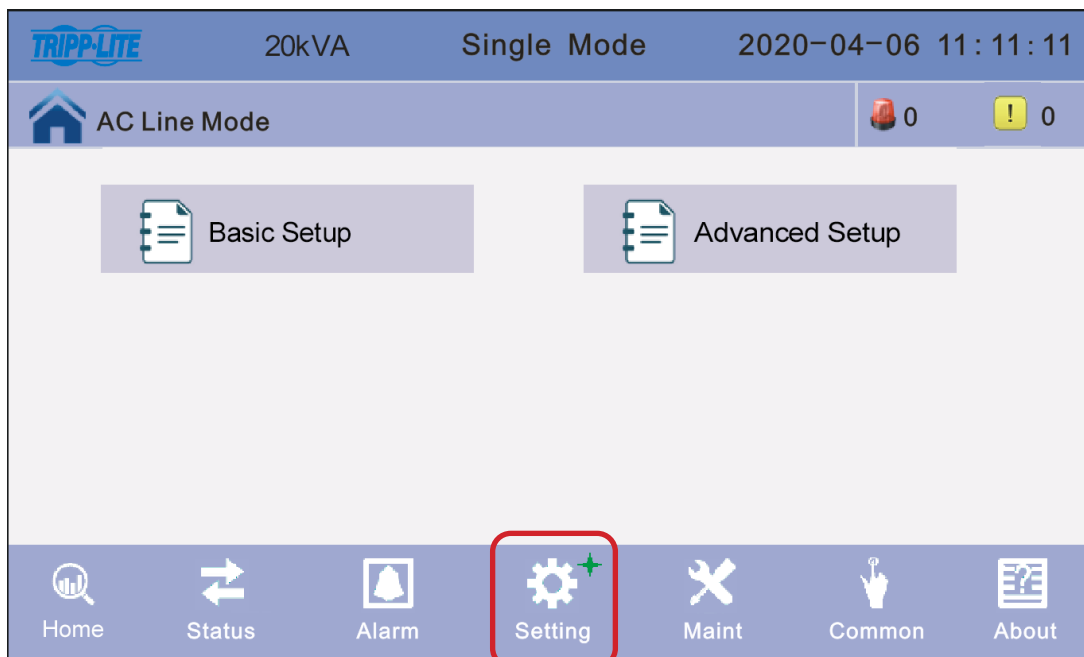 TRIPP·LITE 20kVA Single Mode 2020-04-06 11:11:11
AC Line Mode 0 ! 0
Basic Setup Advanced Setup
Home Status Alarm Setting Maint Common About